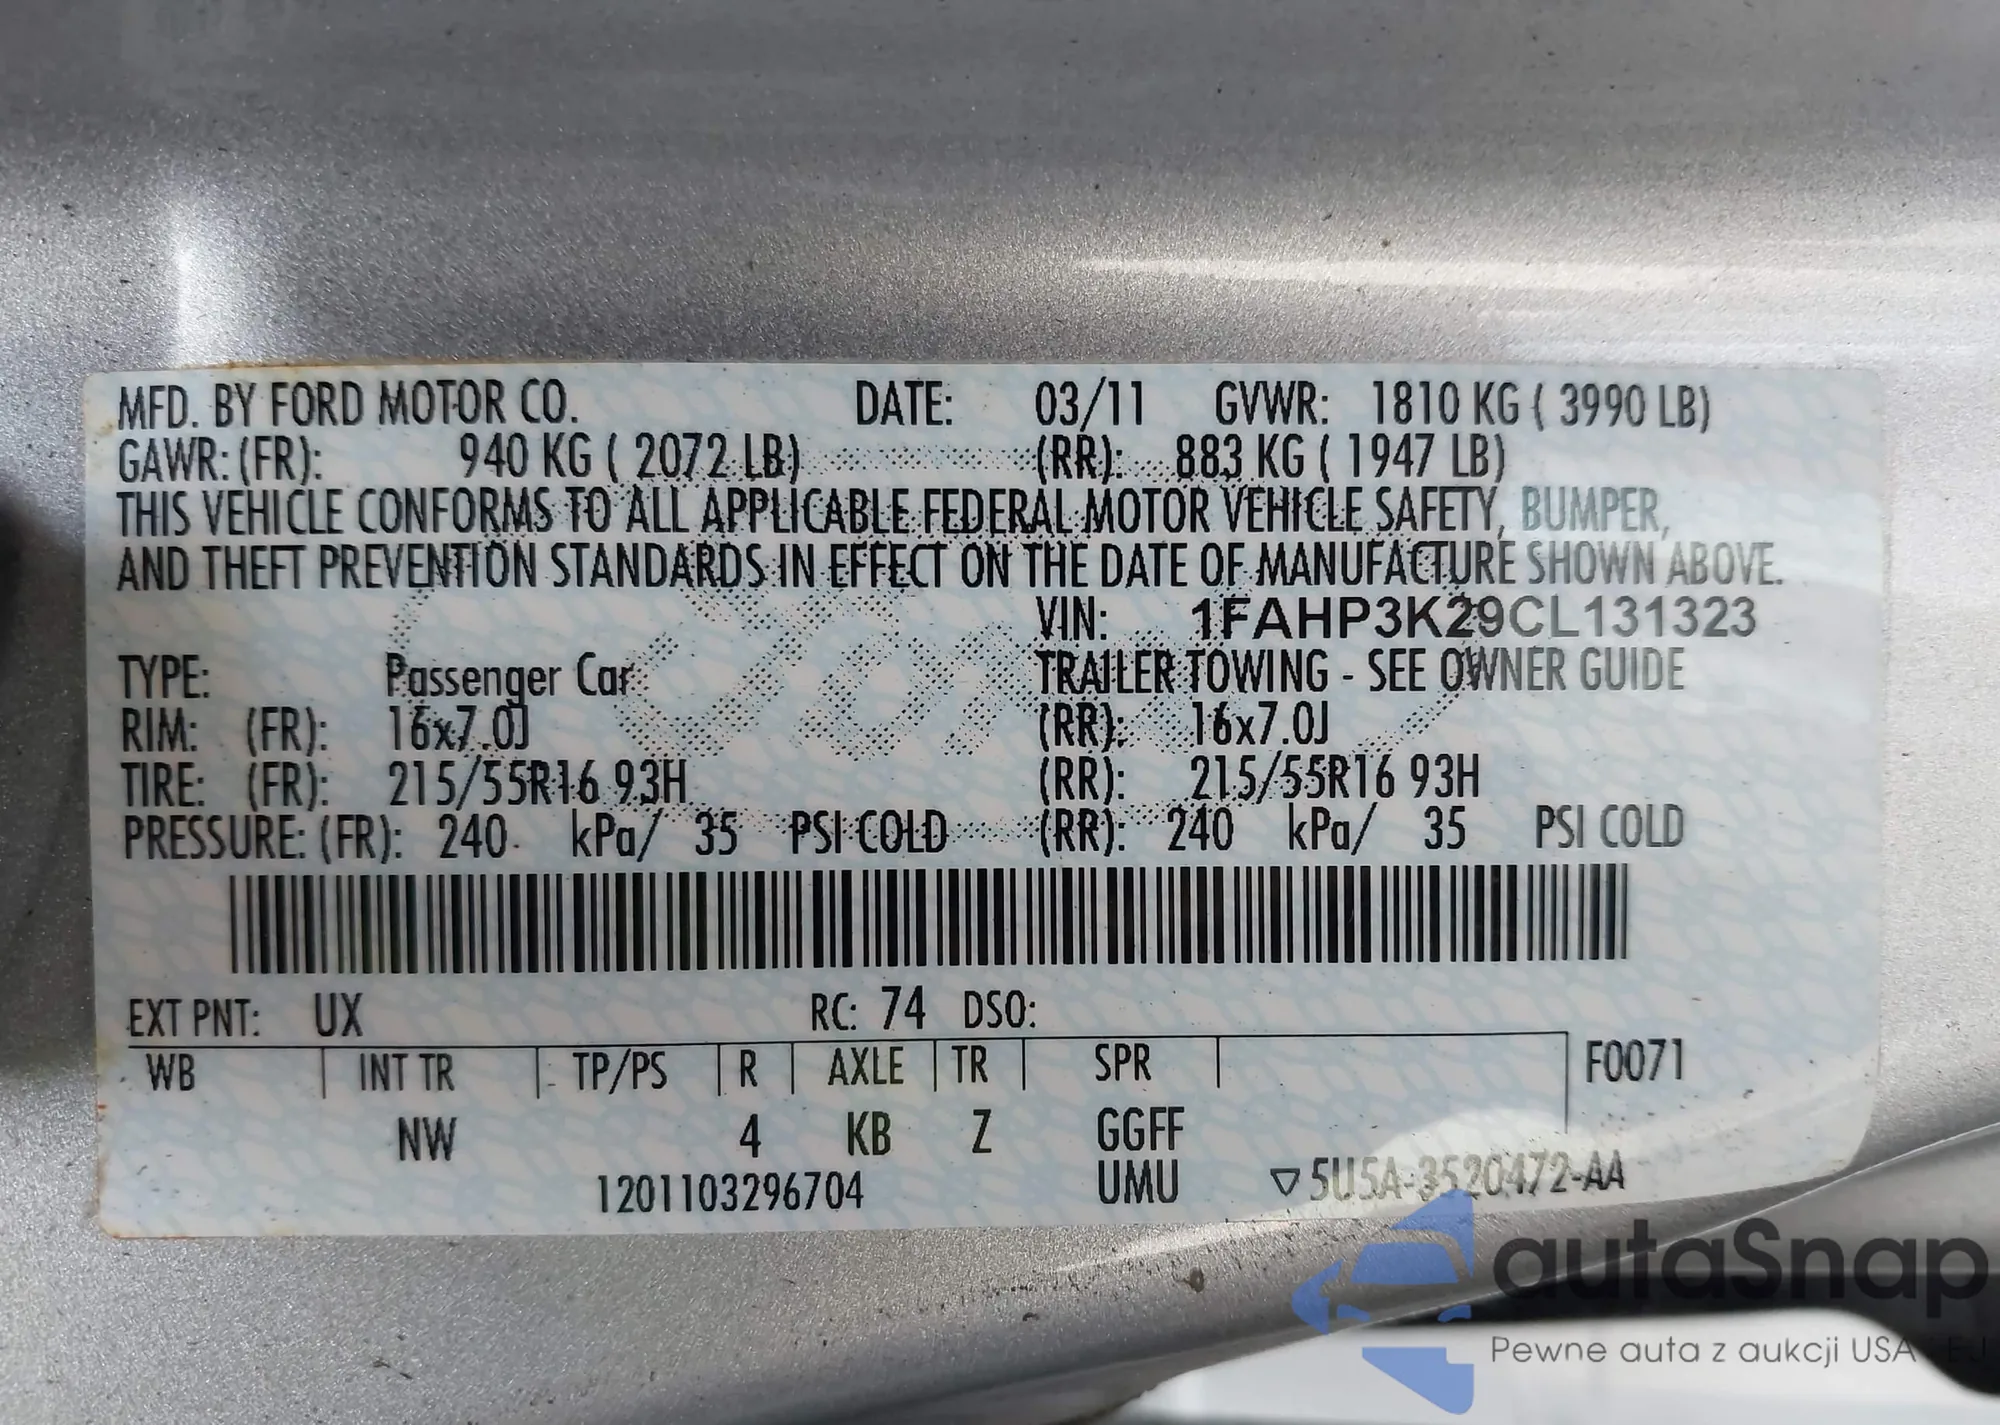 MFD. BY FORD MOTOR CO. DATE: 03/11 GVWR: 1810 KG ( 3990 LB)
GAWR: (FR): 940 KG ( 2072 LB) (RR): 883 KG ( 1947 LB)
THIS VEHICLE CONFORMS TO ALL APPLICABLE FEDERAL MOTOR VEHICLE SAFETY, BUMPER,
AND THEFT PREVENTION STANDARDS IN EFFECT ON THE DATE OF MANUFACTURE SHOWN ABOVE.
VIN: 1FAHP3K29CL131323
TYPE: Passenger Car TRAILER TOWING - SEE OWNER GUIDE
RIM: (FR): 16x7.0J (RR): 16x7.0J
TIRE: (FR): 215/55R16 93H (RR): 215/55R16 93H
PRESSURE: (FR): 240 kPa/ 35 PSI COLD (RR): 240 kPa/ 35 PSI COLD
EXT PNT: UX RC: 74 DSO:
WB INT TR TP/PS R AXLE TR SPR F0071
NW 4 KB Z GGFF
1201103296704 UMU ▽5U5A-3520472-AA
autaSnap
Pewne auta z aukcji USA i EU